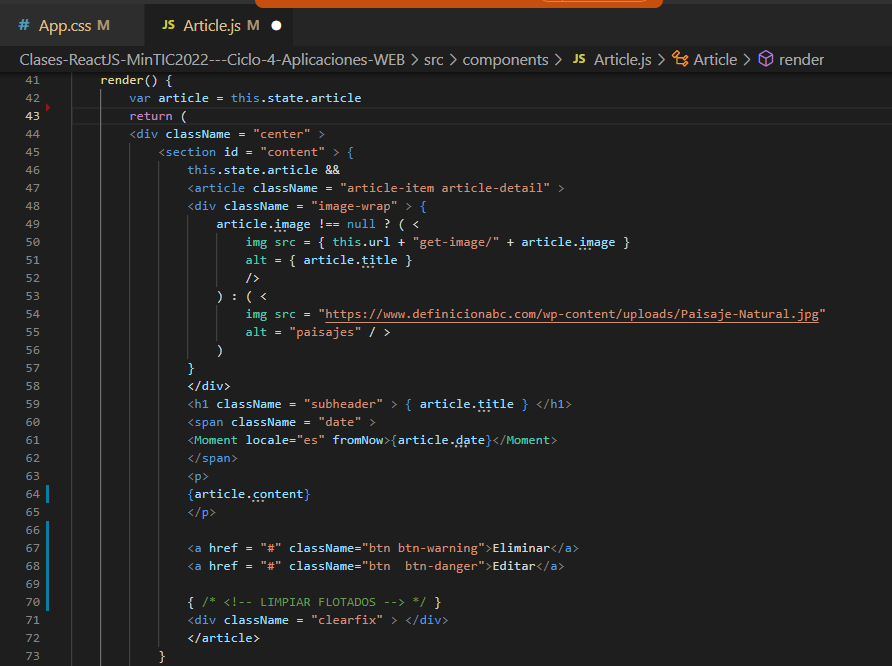 # App.css M
JS Article.js M
Clases-ReactJS-MinTIC2022---Ciclo-4-Aplicaciones-WEB > src > components > JS Article.js > Article > render
41 render() {
42 var article = this.state.article
43 return (
44 <div className = "center" >
45 <section id = "content" > {
46 this.state.article &&
47 <article className = "article-item article-detail" >
48 <div className = "image-wrap" > {
49 article.image !== null ? ( <
50 img src = { this.url + "get-image/" + article.image }
51 alt = { article.title }
52 />
53 ) : ( <
54 img src = "https://www.definicionabc.com/wp-content/uploads/Paisaje-Natural.jpg"
55 alt = "paisajes" / >
56 )
57 }
58 </div>
59 <h1 className = "subheader" > { article.title } </h1>
60 <span className = "date" >
61 <Moment locale="es" fromNow>{article.date}</Moment>
62 </span>
63 <p>
64 {article.content}
65 </p>
66
67 <a href = "#" className="btn btn-warning">Eliminar</a>
68 <a href = "#" className="btn  btn-danger">Editar</a>
69
70 { /* <!-- LIMPIAR FLOTADOS --> */ }
71 <div className = "clearfix" > </div>
72 </article>
73 }